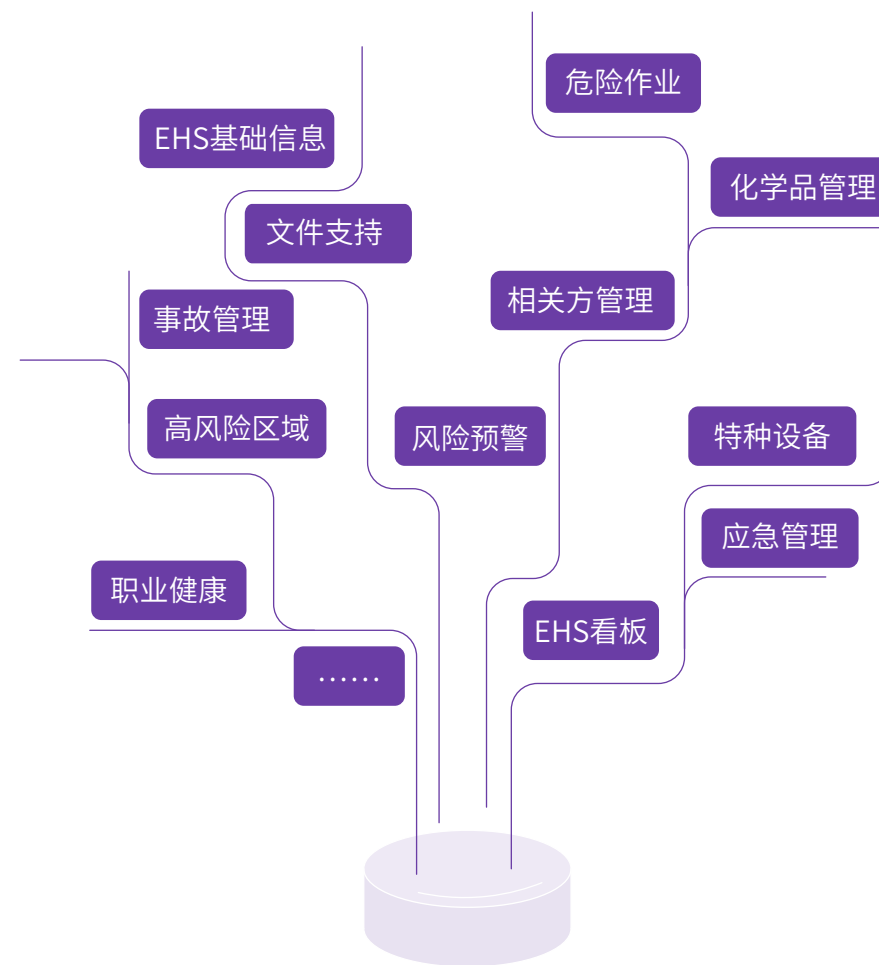 危险作业
EHS基础信息
化学品管理
文件支持
相关方管理
事故管理
高风险区域
风险预警
特种设备
应急管理
职业健康
EHS看板
……